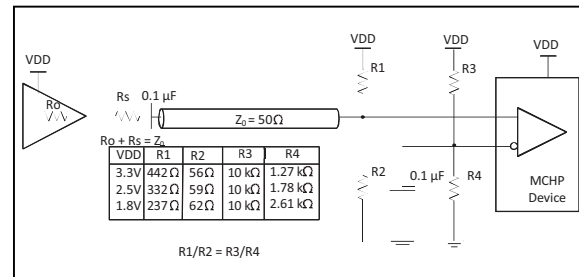 VDD
VDD
VDD
VDD
R1
R3
Ro
Rs
0.1 µF
Z0 = 50Ω
Ro + Rs = Z0
VDD R1 R2 R3 R4
3.3V 442Ω 56Ω 10 kΩ 1.27 kΩ
2.5V 332Ω 59Ω 10 kΩ 1.78 kΩ
1.8V 237Ω 62Ω 10 kΩ 2.61 kΩ
R2
0.1 µF
R4
MCHP
Device
R1/R2 = R3/R4